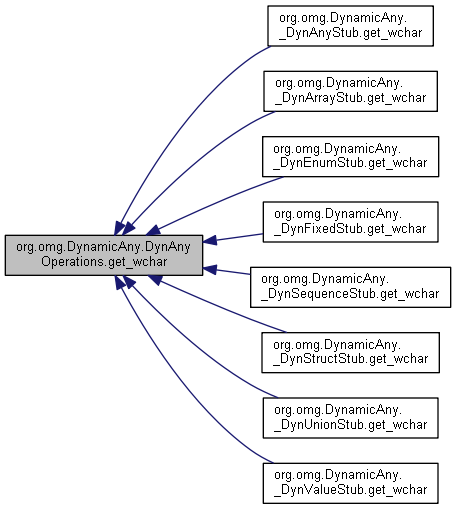 org.omg.DynamicAny.
_DynAnyStub.get_wchar
org.omg.DynamicAny.
_DynArrayStub.get_wchar
org.omg.DynamicAny.
_DynEnumStub.get_wchar
org.omg.DynamicAny.
_DynFixedStub.get_wchar
org.omg.DynamicAny.DynAny
Operations.get_wchar
org.omg.DynamicAny.
_DynSequenceStub.get_wchar
org.omg.DynamicAny.
_DynStructStub.get_wchar
org.omg.DynamicAny.
_DynUnionStub.get_wchar
org.omg.DynamicAny.
_DynValueStub.get_wchar